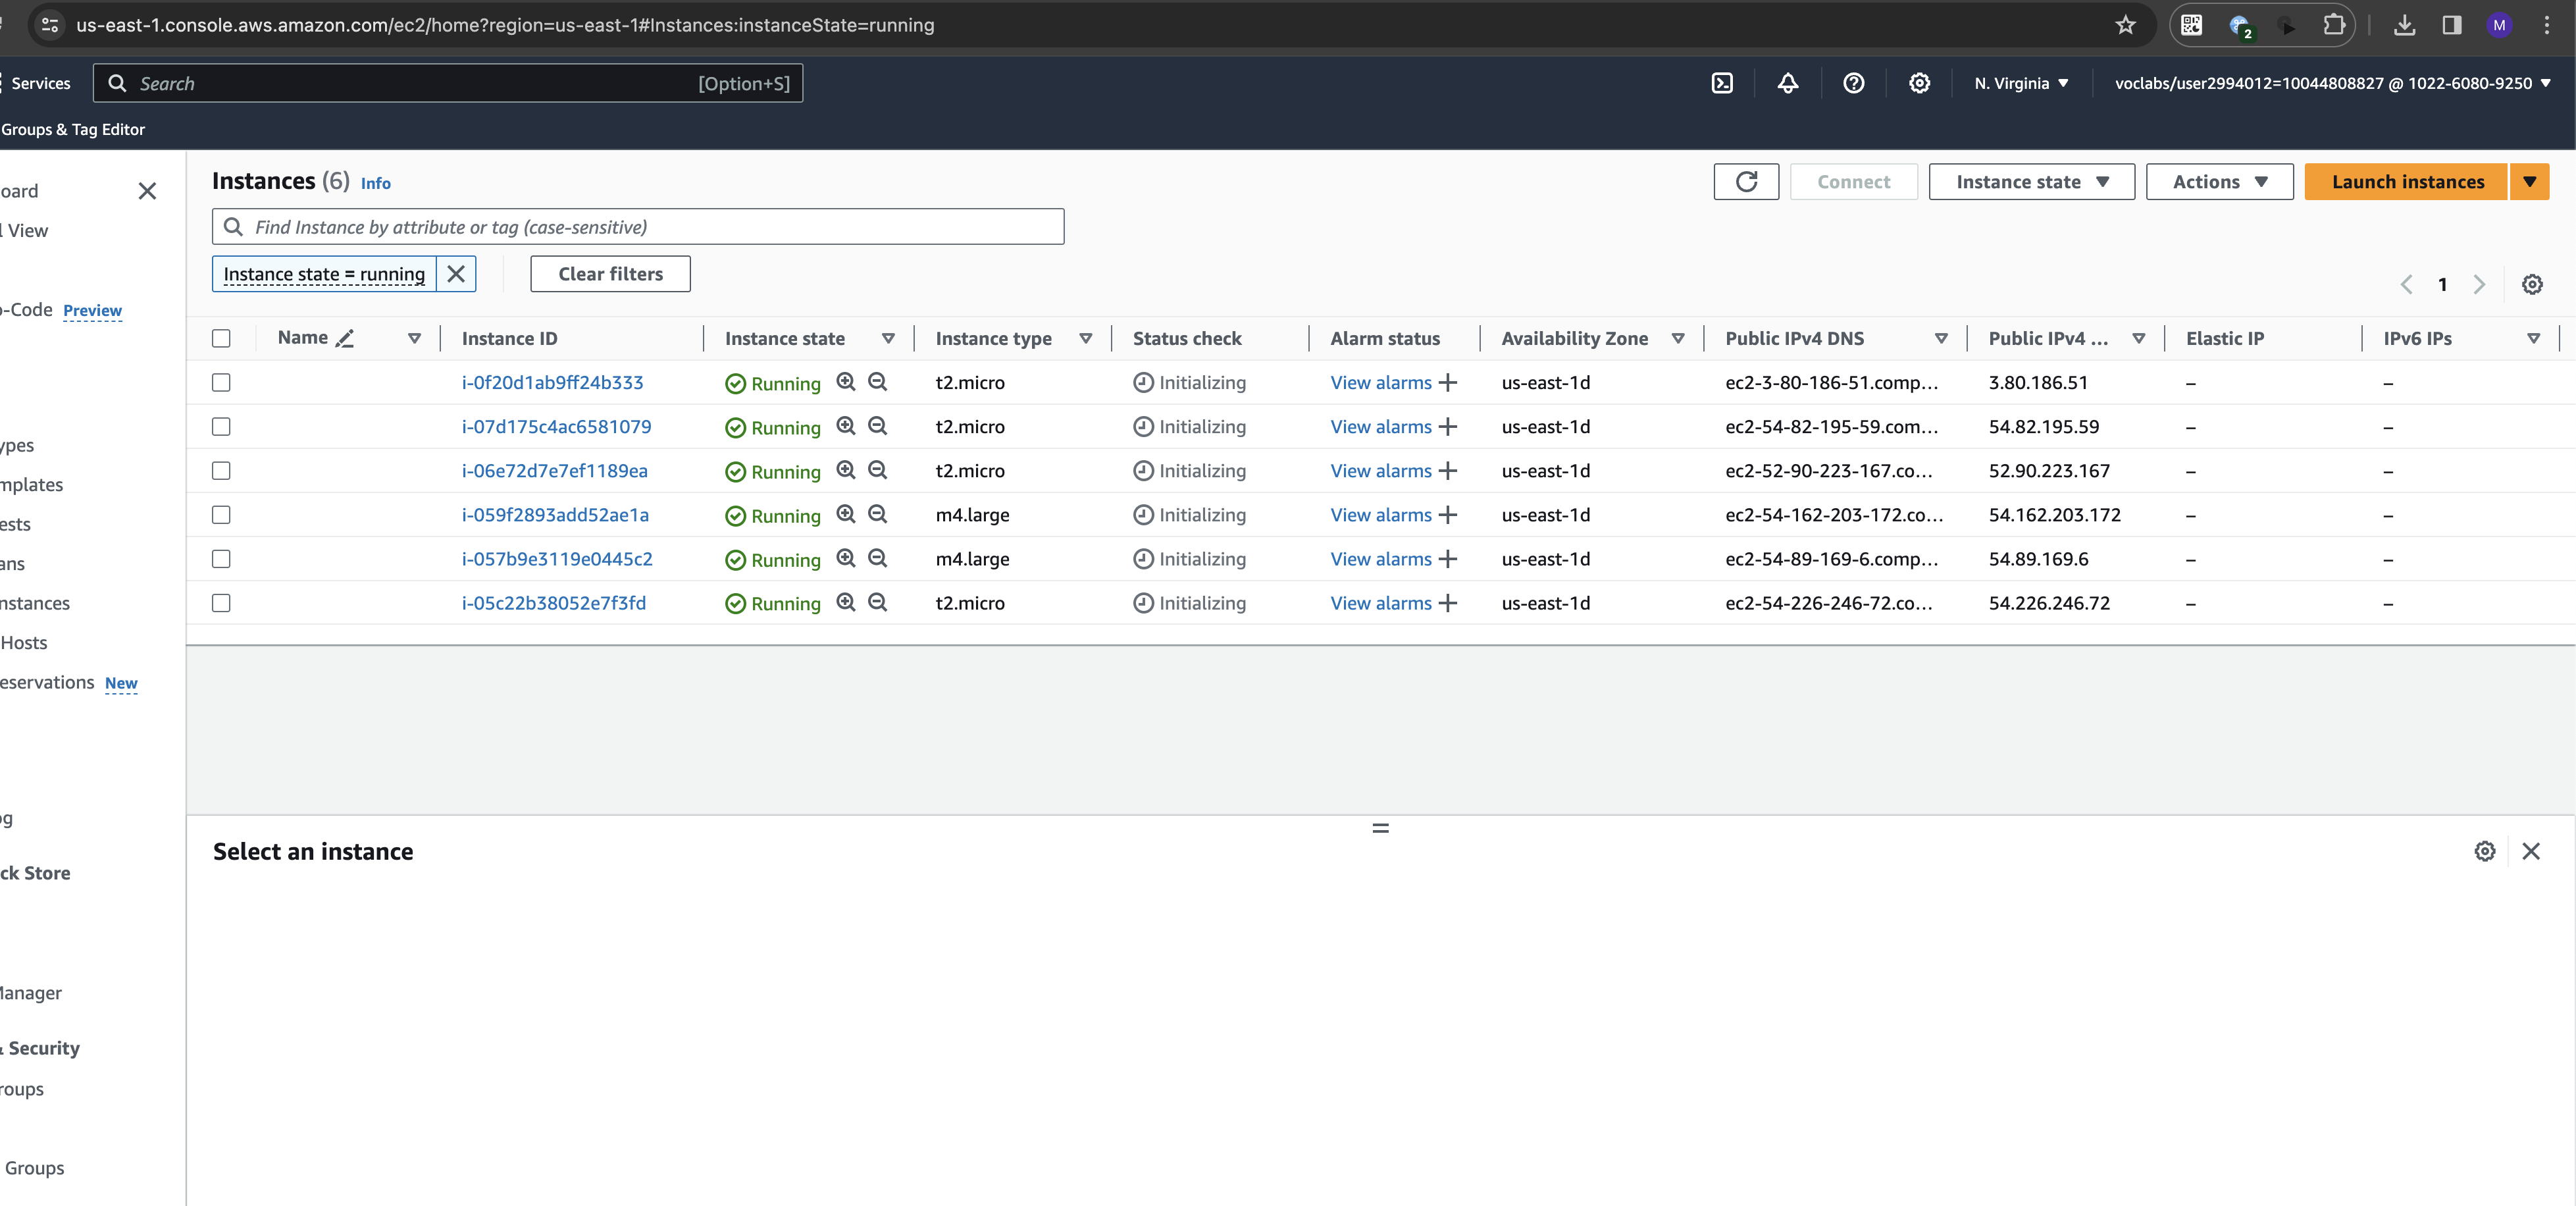 us-east-1.console.aws.amazon.com/ec2/home?region=us-east-1#Instances:instanceState=running
2
M
Services
Search
[Option+S]
N. Virginia
voclabs/user2994012=10044808827 @ 1022-6080-9250
Groups & Tag Editor
oard
l View
o-Code Preview
ypes
mplates
ests
ans
nstances
Hosts
eservations New
og
ck Store
Manager
& Security
roups
Groups
Instances (6) Info
Connect
Instance state
Actions
Launch instances
Find Instance by attribute or tag (case-sensitive)
Instance state = running
Clear filters
1
Name Instance ID Instance state Instance type Status check Alarm status Availability Zone Public IPv4 DNS Public IPv4 ... Elastic IP IPv6 IPs
i-0f20d1ab9ff24b333 Running t2.micro Initializing View alarms + us-east-1d ec2-3-80-186-51.comp... 3.80.186.51 – –
i-07d175c4ac6581079 Running t2.micro Initializing View alarms + us-east-1d ec2-54-82-195-59.com... 54.82.195.59 – –
i-06e72d7e7ef1189ea Running t2.micro Initializing View alarms + us-east-1d ec2-52-90-223-167.co... 52.90.223.167 – –
i-059f2893add52ae1a Running m4.large Initializing View alarms + us-east-1d ec2-54-162-203-172.co... 54.162.203.172 – –
i-057b9e3119e0445c2 Running m4.large Initializing View alarms + us-east-1d ec2-54-89-169-6.comp... 54.89.169.6 – –
i-05c22b38052e7f3fd Running t2.micro Initializing View alarms + us-east-1d ec2-54-226-246-72.co... 54.226.246.72 – –
Select an instance